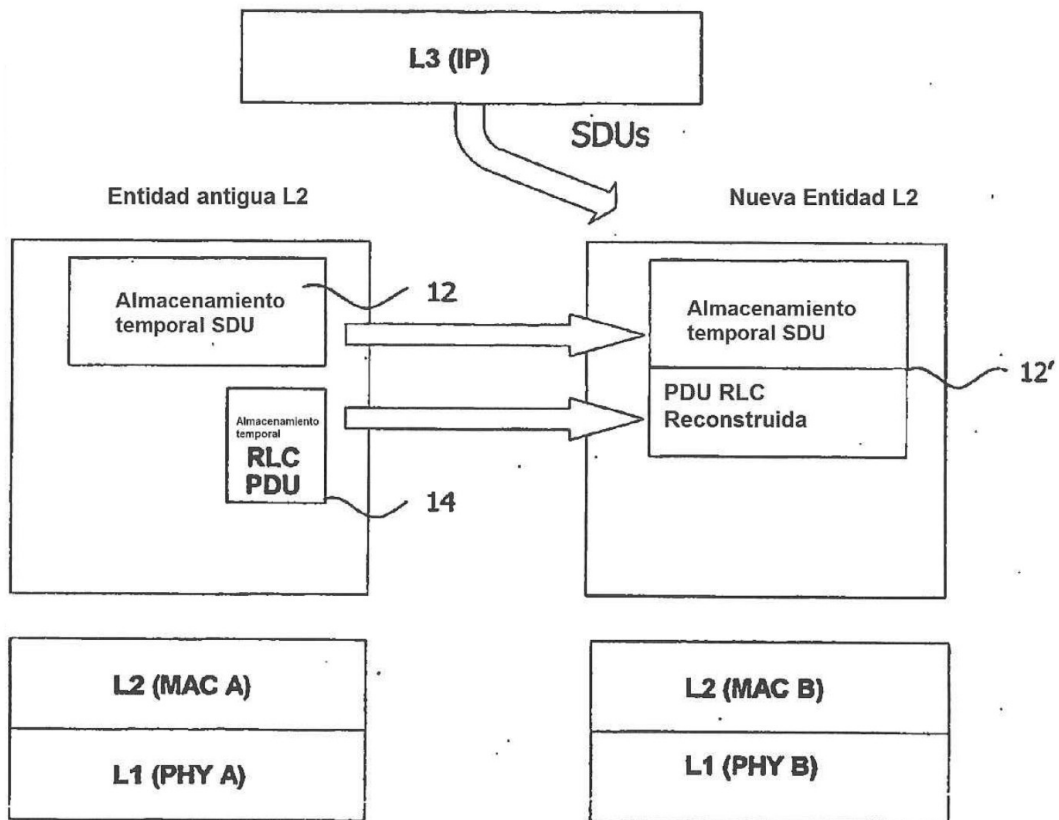 L3 (IP)
SDUs
Entidad antigua L2
Nueva Entidad L2
Almacenamiento
temporal SDU
12
Almacenamiento
temporal SDU
12'
PDU RLC
Reconstruida
Almacenamiento
temporal
RLC
PDU
14
L2 (MAC A)
L2 (MAC B)
L1 (PHY A)
L1 (PHY B)